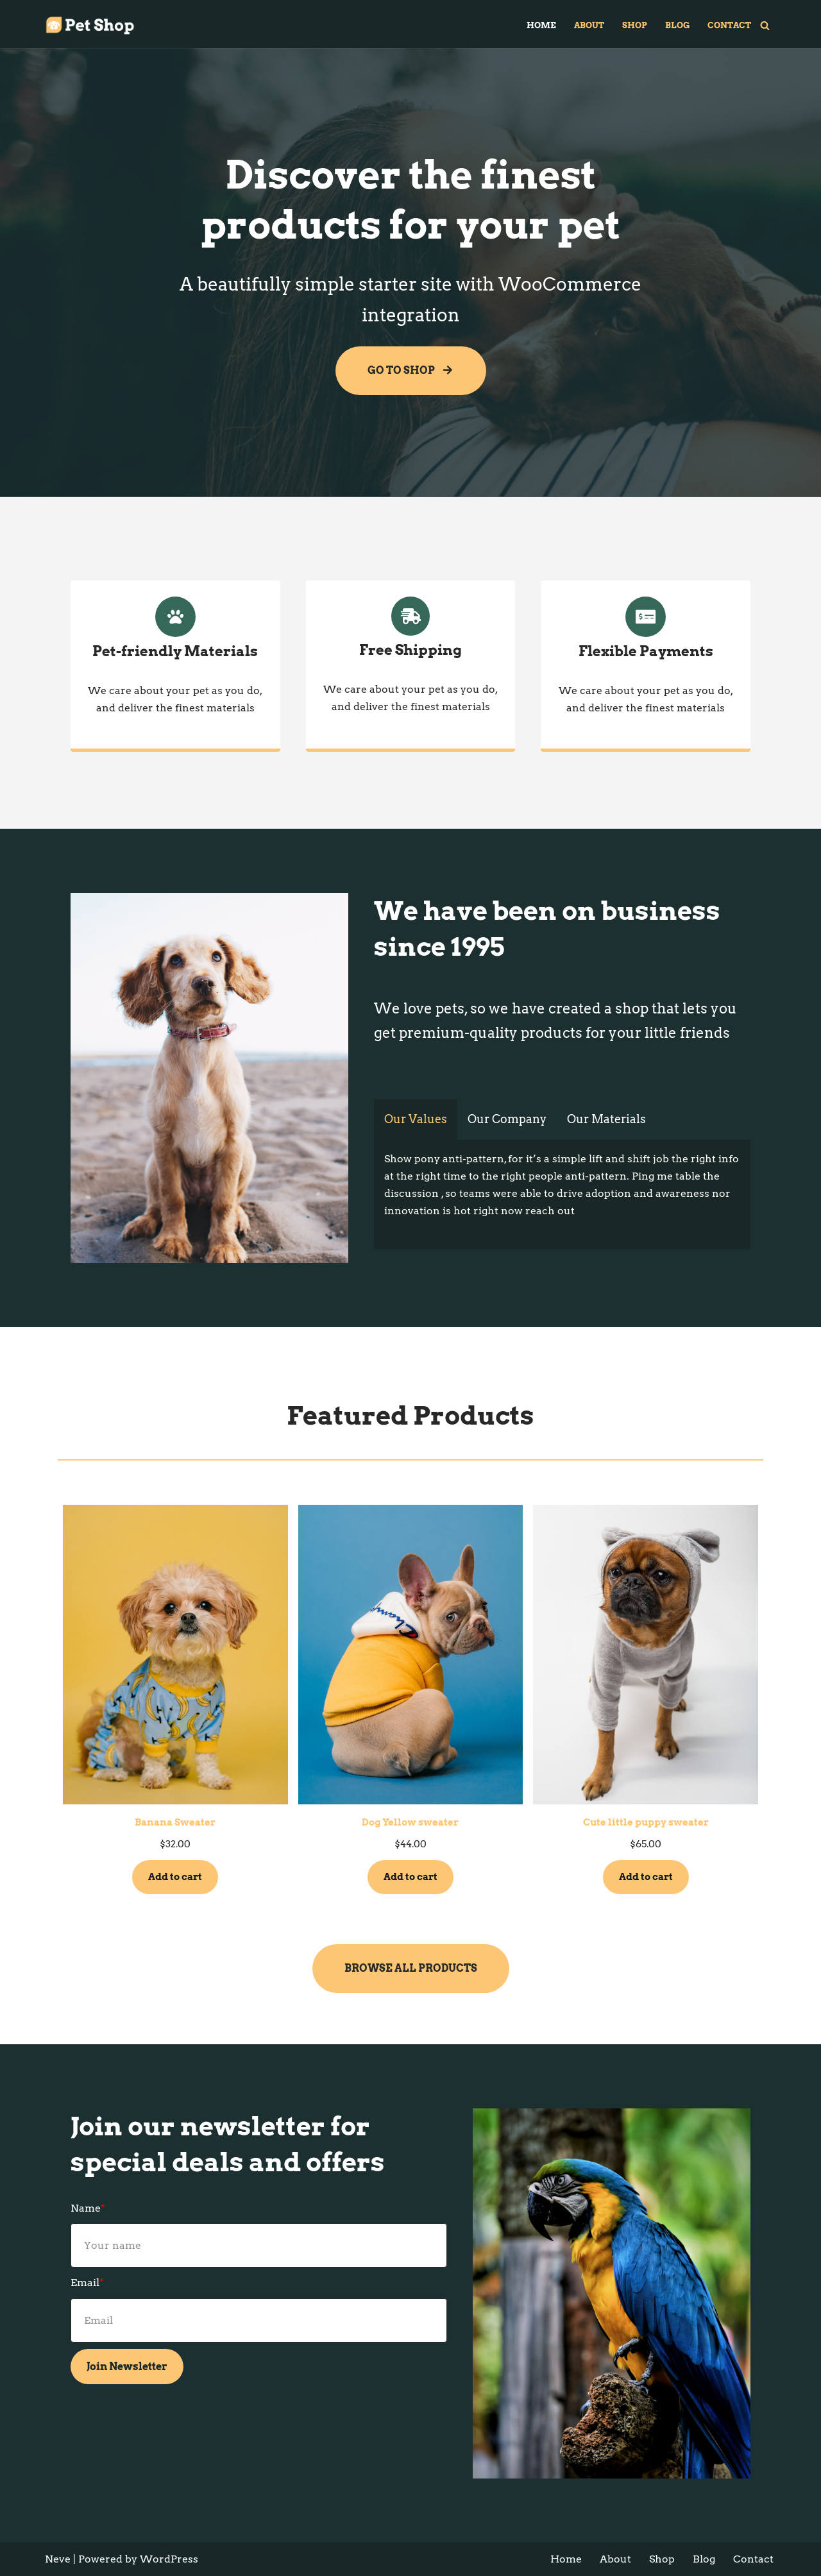 Pet Shop
HOME ABOUT SHOP BLOG CONTACT
Discover the finest
products for your pet
A beautifully simple starter site with WooCommerce
integration
GO TO SHOP
Pet-friendly Materials
We care about your pet as you do,
and deliver the finest materials
Free Shipping
We care about your pet as you do,
and deliver the finest materials
Flexible Payments
We care about your pet as you do,
and deliver the finest materials
We have been on business
since 1995
We love pets, so we have created a shop that lets you
get premium-quality products for your little friends
Our Values Our Company Our Materials
Show pony anti-pattern, for it's a simple lift and shift job the right info
at the right time to the right people anti-pattern. Ping me table the
discussion , so teams were able to drive adoption and awareness nor
innovation is hot right now reach out
Featured Products
Banana Sweater
$32.00
Add to cart
Dog Yellow sweater
$44.00
Add to cart
Cute little puppy sweater
$65.00
Add to cart
BROWSE ALL PRODUCTS
Join our newsletter for
special deals and offers
Name*
Your name
Email*
Email
Join Newsletter
Neve | Powered by WordPress
Home About Shop Blog Contact